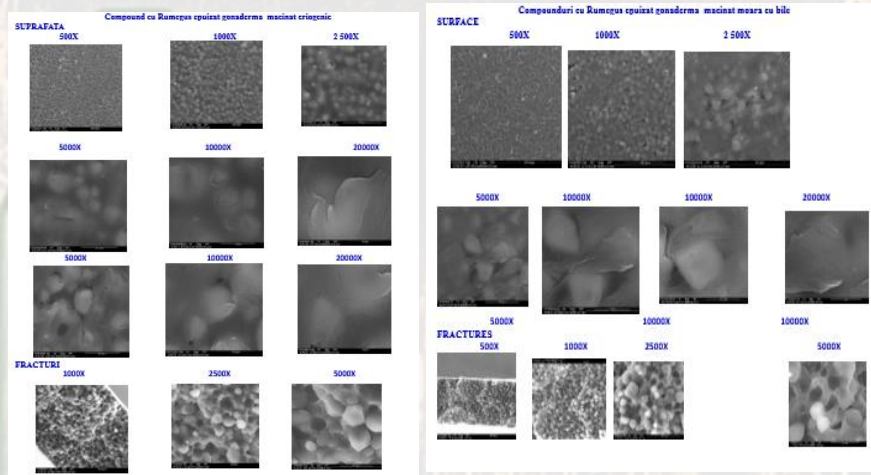 Compound cu Rumegus epuizat gonaderma macinat criogenic
SUPRAFATA
500X 1000X 2 500X
5000X 10000X 20000X
5000X 10000X 20000X
FRACTURI
1000X 2500X 5000X
Compounduri cu Rumegus epuizat gonaderma macinat moara cu bile
SURFACE
500X 1000X 2 500X
5000X 10000X 10000X 20000X
5000X 10000X 10000X
FRACTURES
500X 1000X 2500X 5000X